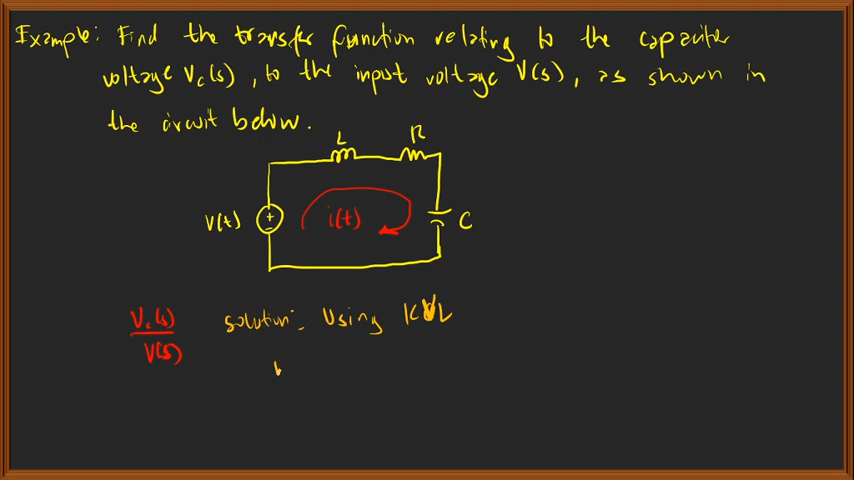 Example: Find the transfer function relating to the capacitor
voltage Vc(s), to the input voltage V(s), as shown in
the circuit below.
L R
V(t) + - i(t) C
Vc(s)
V(s)
solution: Using KVL